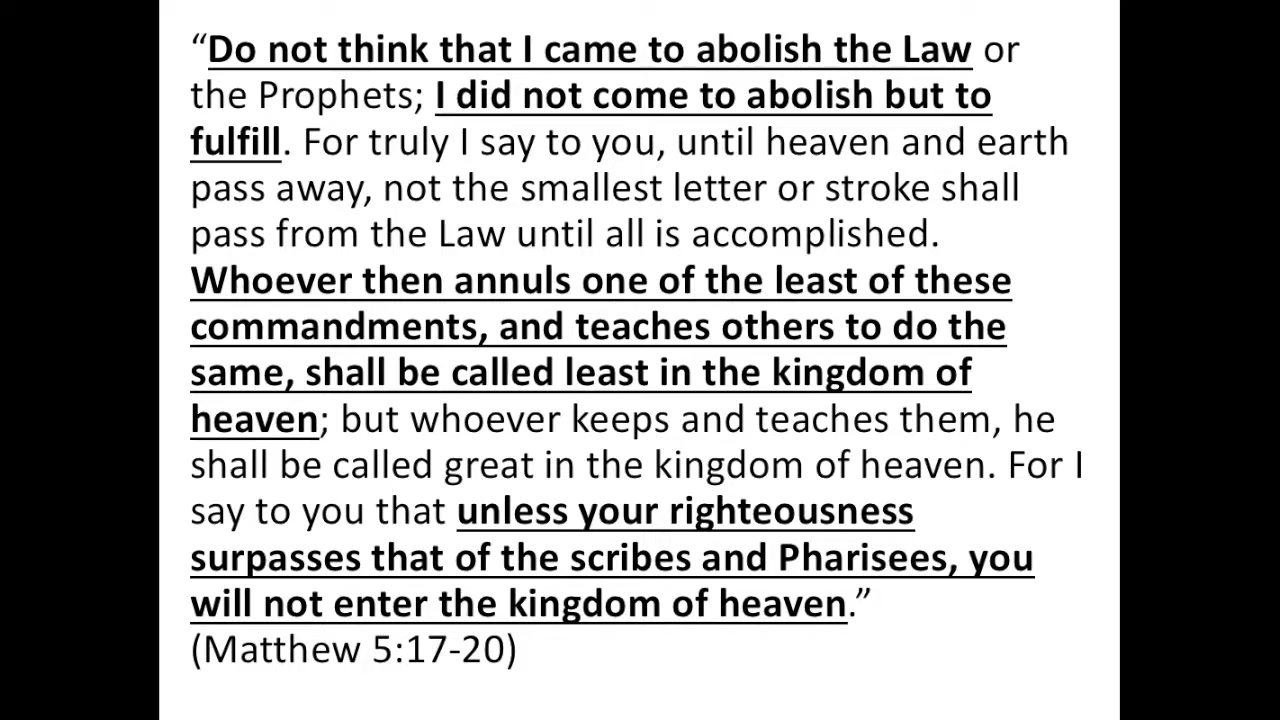 “Do not think that I came to abolish the Law or
the Prophets; I did not come to abolish but to
fulfill. For truly I say to you, until heaven and earth
pass away, not the smallest letter or stroke shall
pass from the Law until all is accomplished.
Whoever then annuls one of the least of these
commandments, and teaches others to do the
same, shall be called least in the kingdom of
heaven; but whoever keeps and teaches them, he
shall be called great in the kingdom of heaven. For I
say to you that unless your righteousness
surpasses that of the scribes and Pharisees, you
will not enter the kingdom of heaven.”
(Matthew 5:17-20)